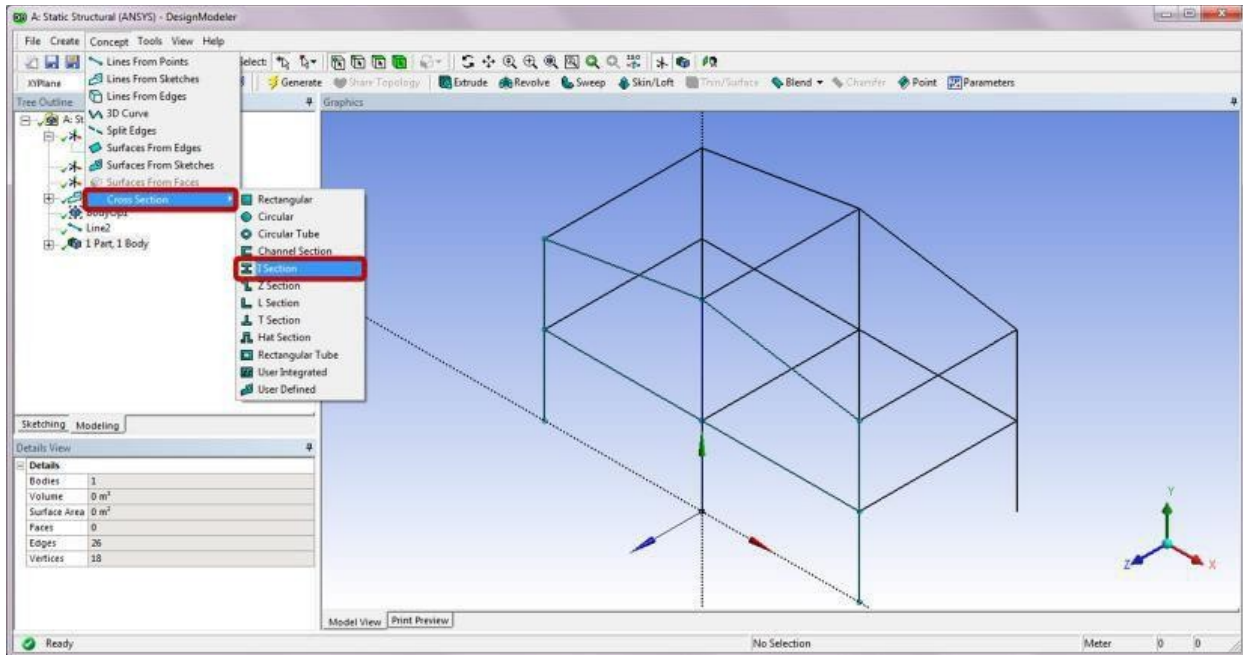 A: Static Structural (ANSYS) - DesignModeler
File Create Concept Tools View Help
Lines From Points
Lines From Sketches
Lines From Edges
3D Curve
Split Edges
Surfaces From Edges
Surfaces From Sketches
Surfaces From Faces
Cross Section
Rectangular
Circular
Circular Tube
Channel Section
I Section
Z Section
L Section
T Section
Hat Section
Rectangular Tube
User Integrated
User Defined
Select:
XYPlane
Generate Share Topology Extrude Revolve Sweep Skin/Loft Thin/Surface Blend Chamfer Point Parameters
Tree Outline
Graphics
A: St
BodyOp1
Line2
1 Part, 1 Body
Sketching Modeling
Details View
Details
Bodies 1
Volume 0 m³
Surface Area 0 m²
Faces 0
Edges 26
Vertices 18
Y
Z
X
Model View Print Preview
Ready No Selection Meter 0 0